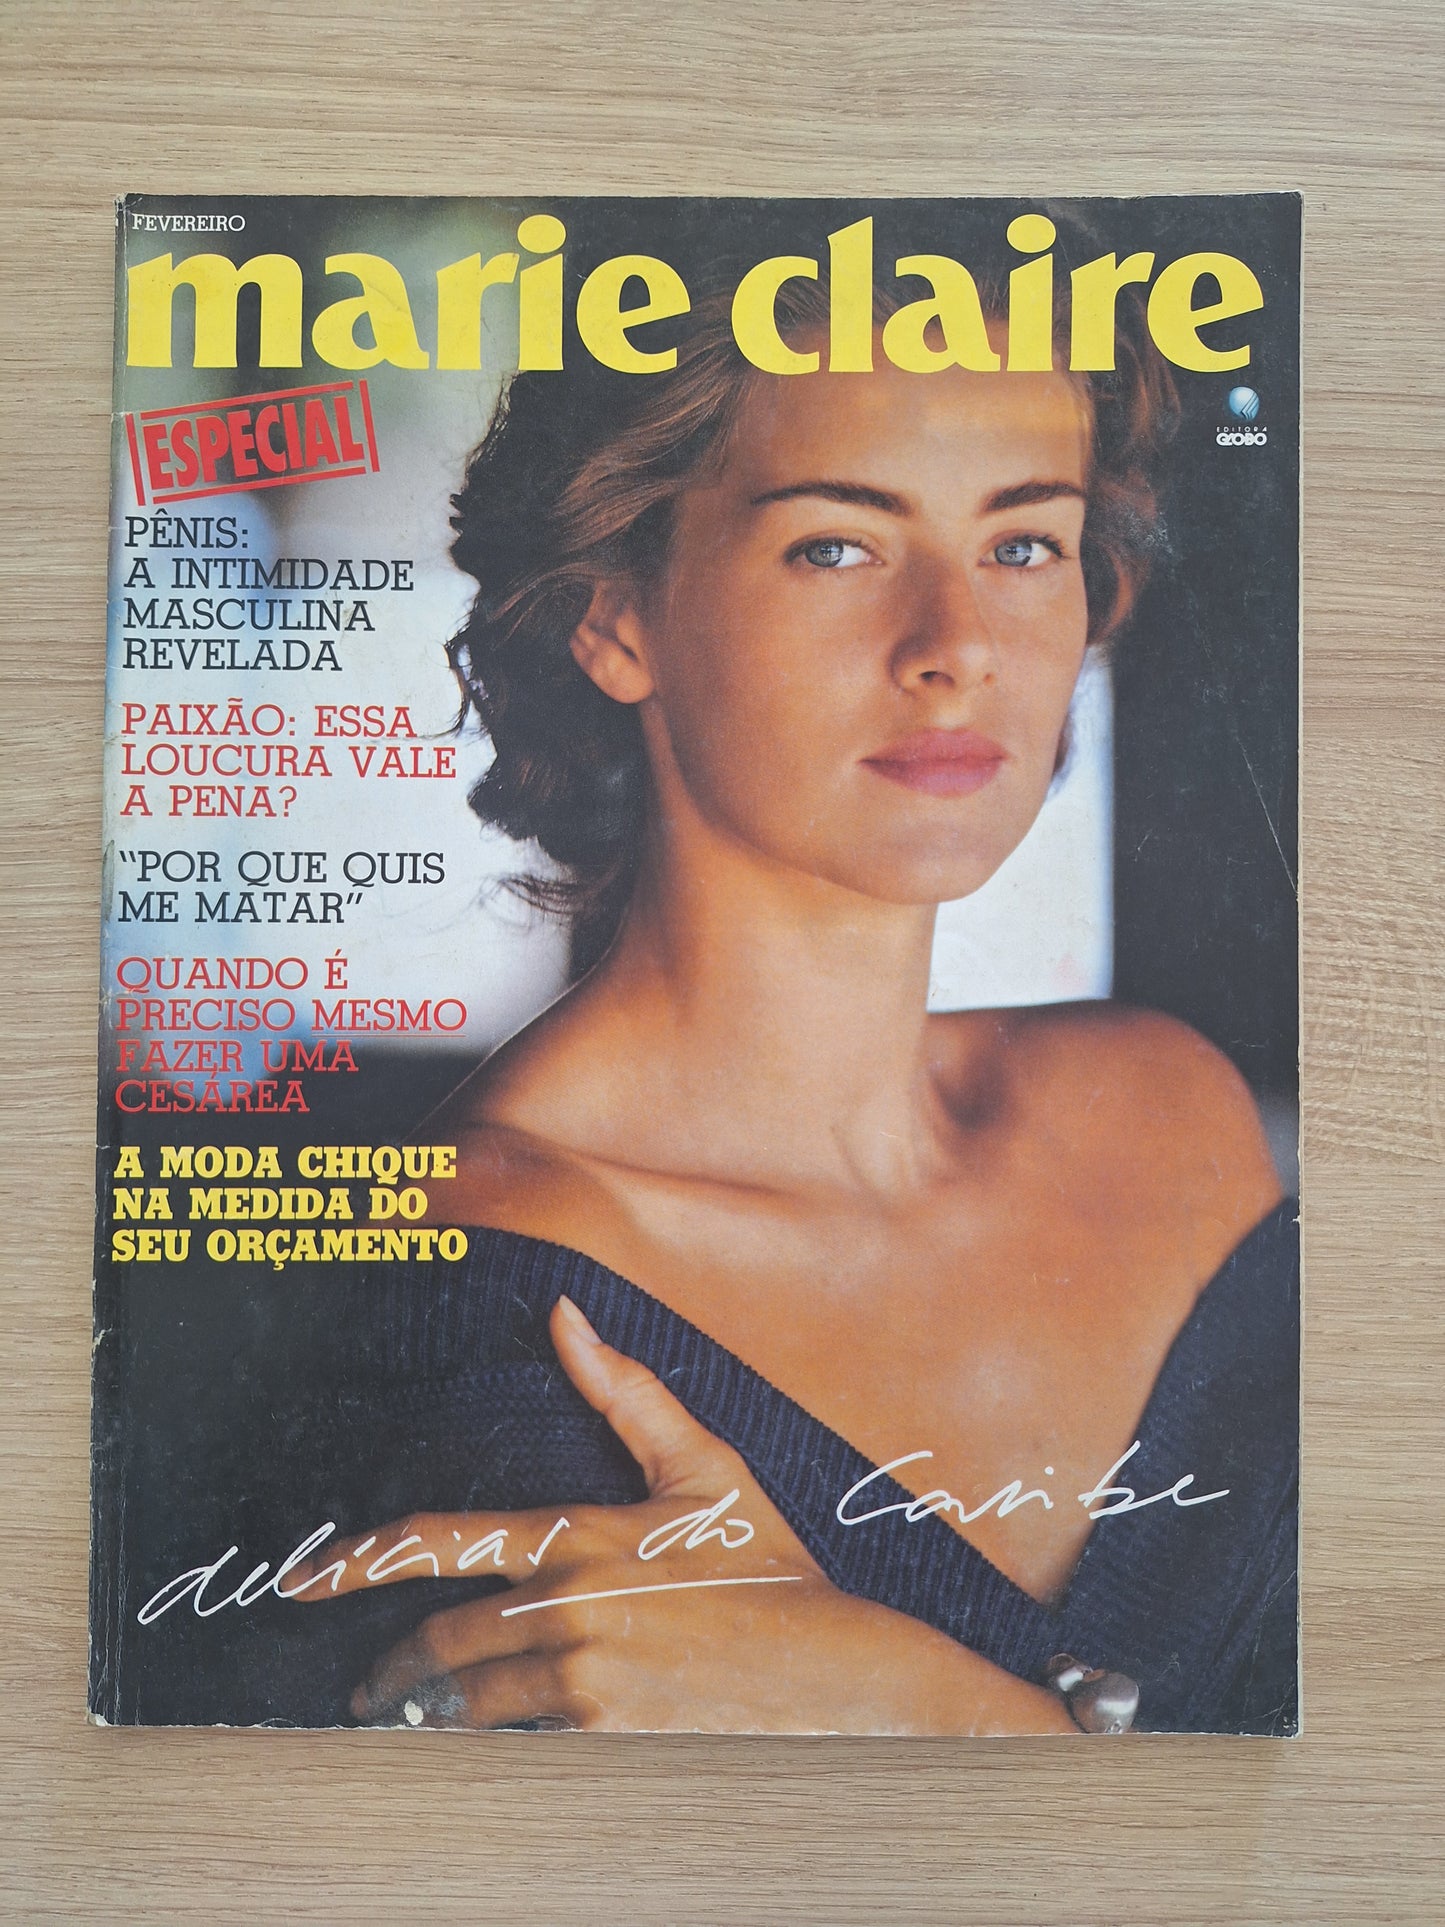 FEVEREIRO
marie claire
ESPECIAL
EDITORA
GLOBO
PÊNIS:
A INTIMIDADE
MASCULINA
REVELADA
PAIXÃO: ESSA
LOUCURA VALE
A PENA?
"POR QUE QUIS
ME MATAR"
QUANDO É
PRECISO MESMO
FAZER UMA
CESÁREA
A MODA CHIQUE
NA MEDIDA DO
SEU ORÇAMENTO
delícias do Caribe